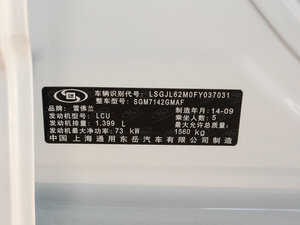 车辆识别代号 LSGJL62M0FY037031
整车型号 SGM7142GMAF
品牌: 雪佛兰 制造年月 14-09
发动机型号 LCU 乘坐人数 5
发动机排量: 1.399 L 最大允许总质量
发动机最大净功率: 73 kW 1560 kg
中国 上海通用东岳汽车有限公司制造